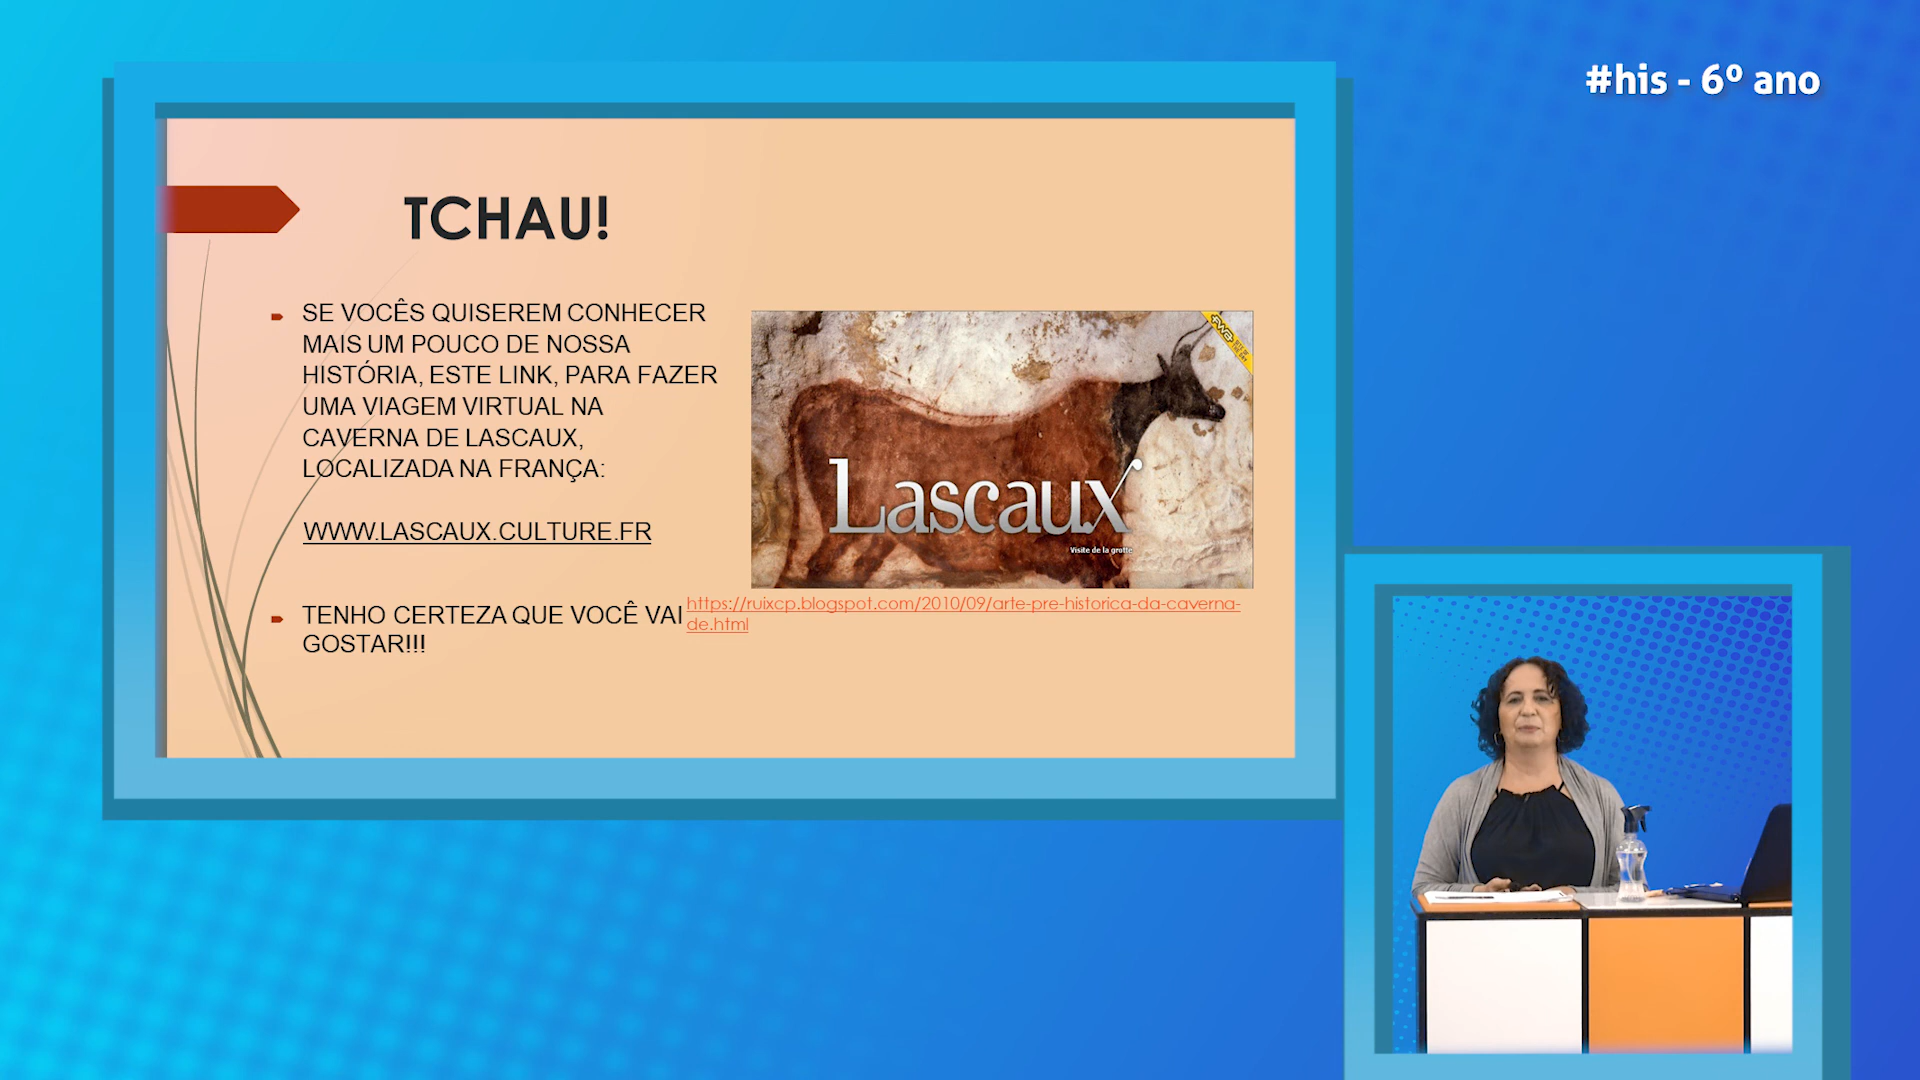 #his - 6º ano
TCHAU!
SE VOCÊS QUISEREM CONHECER
MAIS UM POUCO DE NOSSA
HISTÓRIA, ESTE LINK, PARA FAZER
UMA VIAGEM VIRTUAL NA
CAVERNA DE LASCAUX,
LOCALIZADA NA FRANÇA:
WWW.LASCAUX.CULTURE.FR
TENHO CERTEZA QUE VOCÊ VAI
GOSTAR!!!
Lascaux
Visite de la grotte
https://ruixcp.blogspot.com/2010/09/arte-pre-historica-da-caverna-
de.html